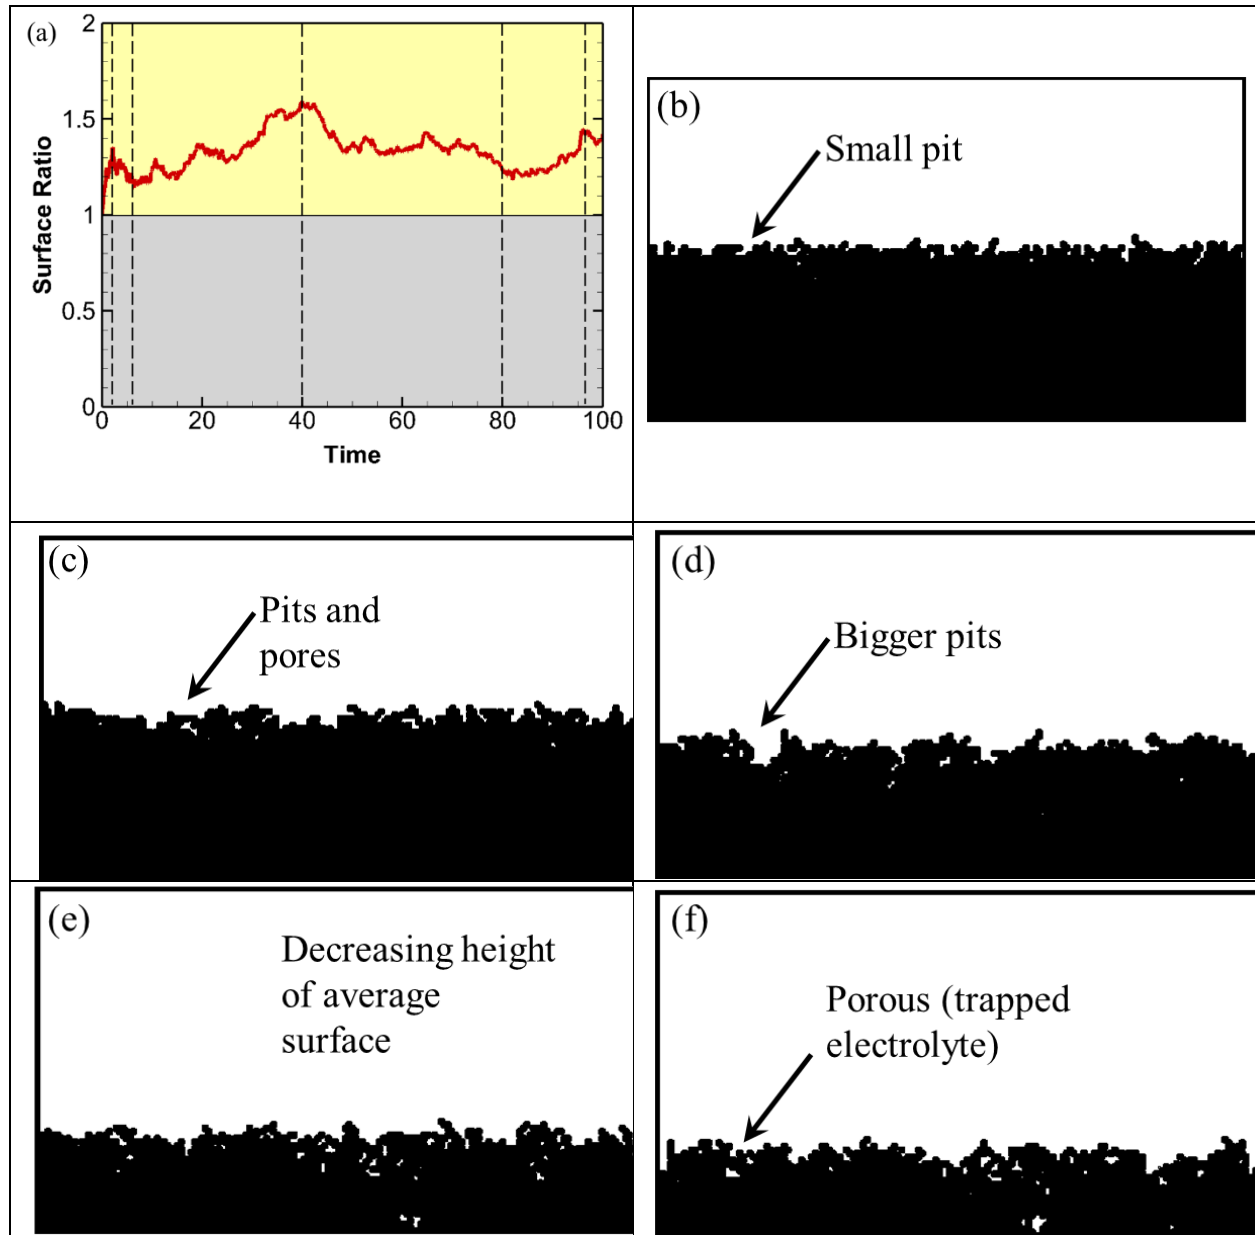 (a)
2
1.5
1
0.5
0
Surface Ratio
0 20 40 60 80 100
Time
(b)
Small pit
(c)
Pits and
pores
(d)
Bigger pits
(e)
Decreasing height
of average
surface
(f)
Porous (trapped
electrolyte)